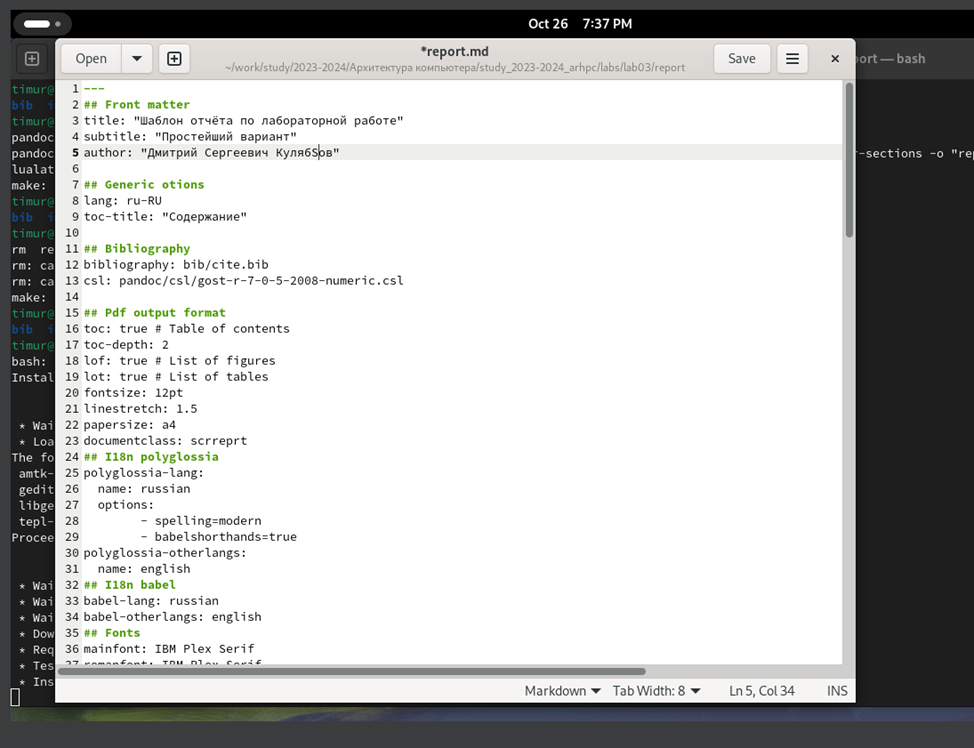 Oct 26 7:37 PM
Open
*report.md
~/work/study/2023-2024/Архитектура компьютера/study_2023-2024_arhpc/labs/lab03/report
Save
ort — bash
timur@
bib i
timur@
pandoc
pandoc r-sections -o "rep
lualat
make:
timur@
bib i
timur@
rm re
rm: ca
rm: ca
make:
timur@
bib i
timur@
bash:
Instal
* Wai
* Loa
The fo
amtk-
gedit
libge
tepl-
Procee
* Wai
* Wai
* Wai
* Dow
* Req
* Tes
* Ins
1 ---
2 ## Front matter
3 title: "Шаблон отчёта по лабораторной работе"
4 subtitle: "Простейший вариант"
5 author: "Дмитрий Сергеевич КулябSов"
6
7 ## Generic otions
8 lang: ru-RU
9 toc-title: "Содержание"
10
11 ## Bibliography
12 bibliography: bib/cite.bib
13 csl: pandoc/csl/gost-r-7-0-5-2008-numeric.csl
14
15 ## Pdf output format
16 toc: true # Table of contents
17 toc-depth: 2
18 lof: true # List of figures
19 lot: true # List of tables
20 fontsize: 12pt
21 linestretch: 1.5
22 papersize: a4
23 documentclass: scrreprt
24 ## I18n polyglossia
25 polyglossia-lang:
26   name: russian
27   options:
28         - spelling=modern
29         - babelshorthands=true
30 polyglossia-otherlangs:
31   name: english
32 ## I18n babel
33 babel-lang: russian
34 babel-otherlangs: english
35 ## Fonts
36 mainfont: IBM Plex Serif
37 romanfont: IBM Plex Serif
Markdown Tab Width: 8 Ln 5, Col 34 INS